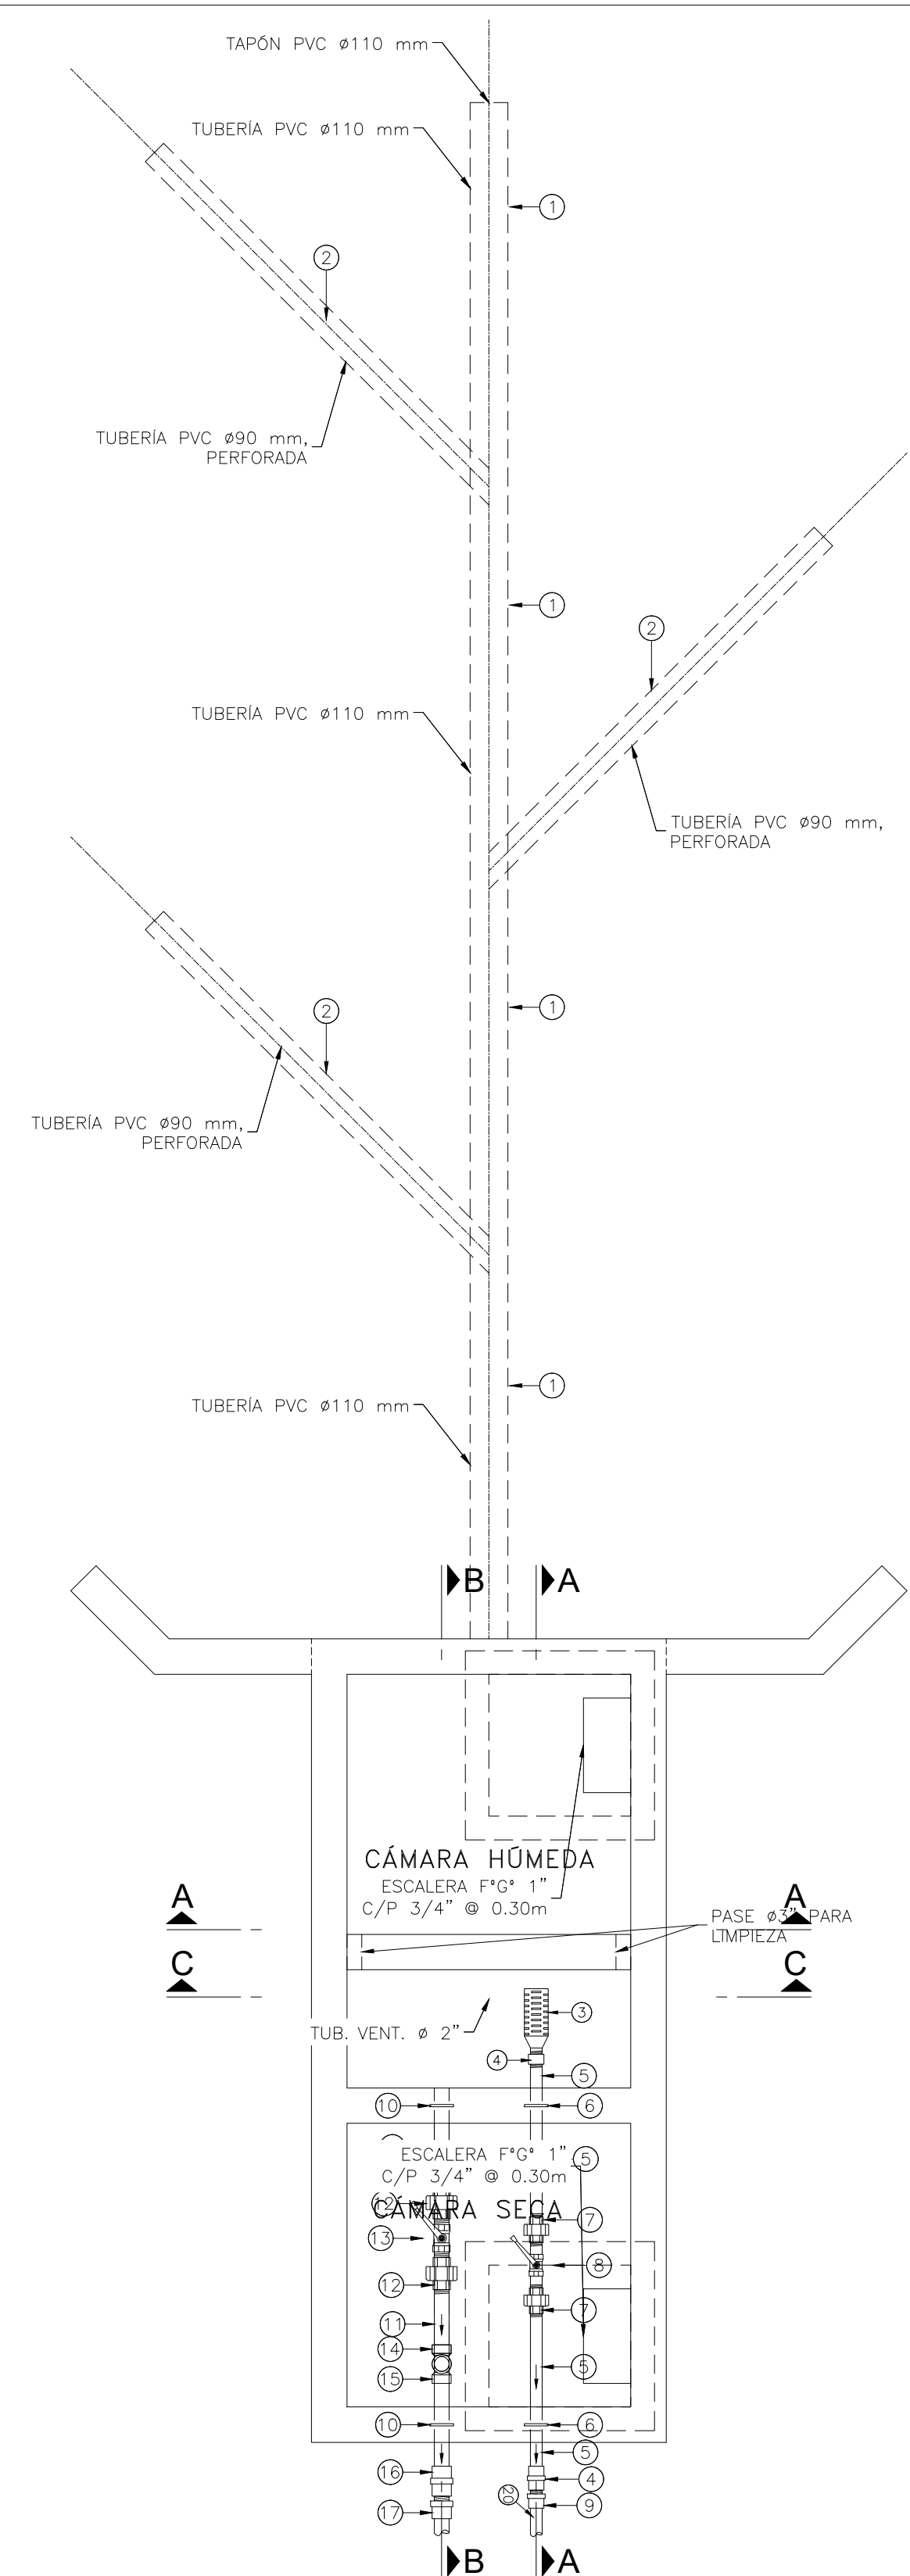 TAPÓN PVC ø110 mm
TUBERÍA PVC ø110 mm
1
2
TUBERÍA PVC ø90 mm,
PERFORADA
1
2
TUBERÍA PVC ø110 mm
TUBERÍA PVC ø90 mm,
PERFORADA
1
2
TUBERÍA PVC ø90 mm,
PERFORADA
1
TUBERÍA PVC ø110 mm
B A
CÁMARA HÚMEDA
ESCALERA F°G° 1"
C/P 3/4" @ 0.30m
A A
PASE ø3" PARA
LIMPIEZA
C C
3
TUB. VENT. ø 2"
4
5
10 6
ESCALERA F°G° 1" 5
C/P 3/4" @ 0.30m
12 CÁMARA SECA
7
13
8
12
7
11
14
5
15
10 6
5
16 4
20 9
17
B A